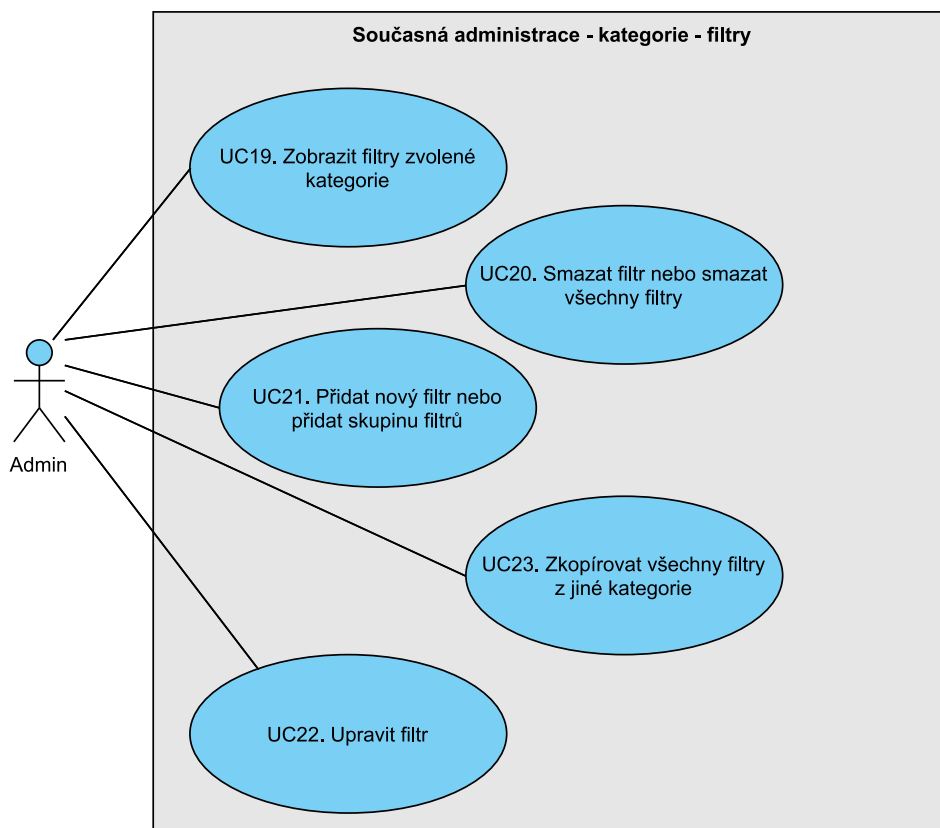 Současná administrace - kategorie - filtry
UC19. Zobrazit filtry zvolené
kategorie
UC20. Smazat filtr nebo smazat
všechny filtry
UC21. Přidat nový filtr nebo
přidat skupinu filtrů
Admin
UC23. Zkopírovat všechny filtry
z jiné kategorie
UC22. Upravit filtr